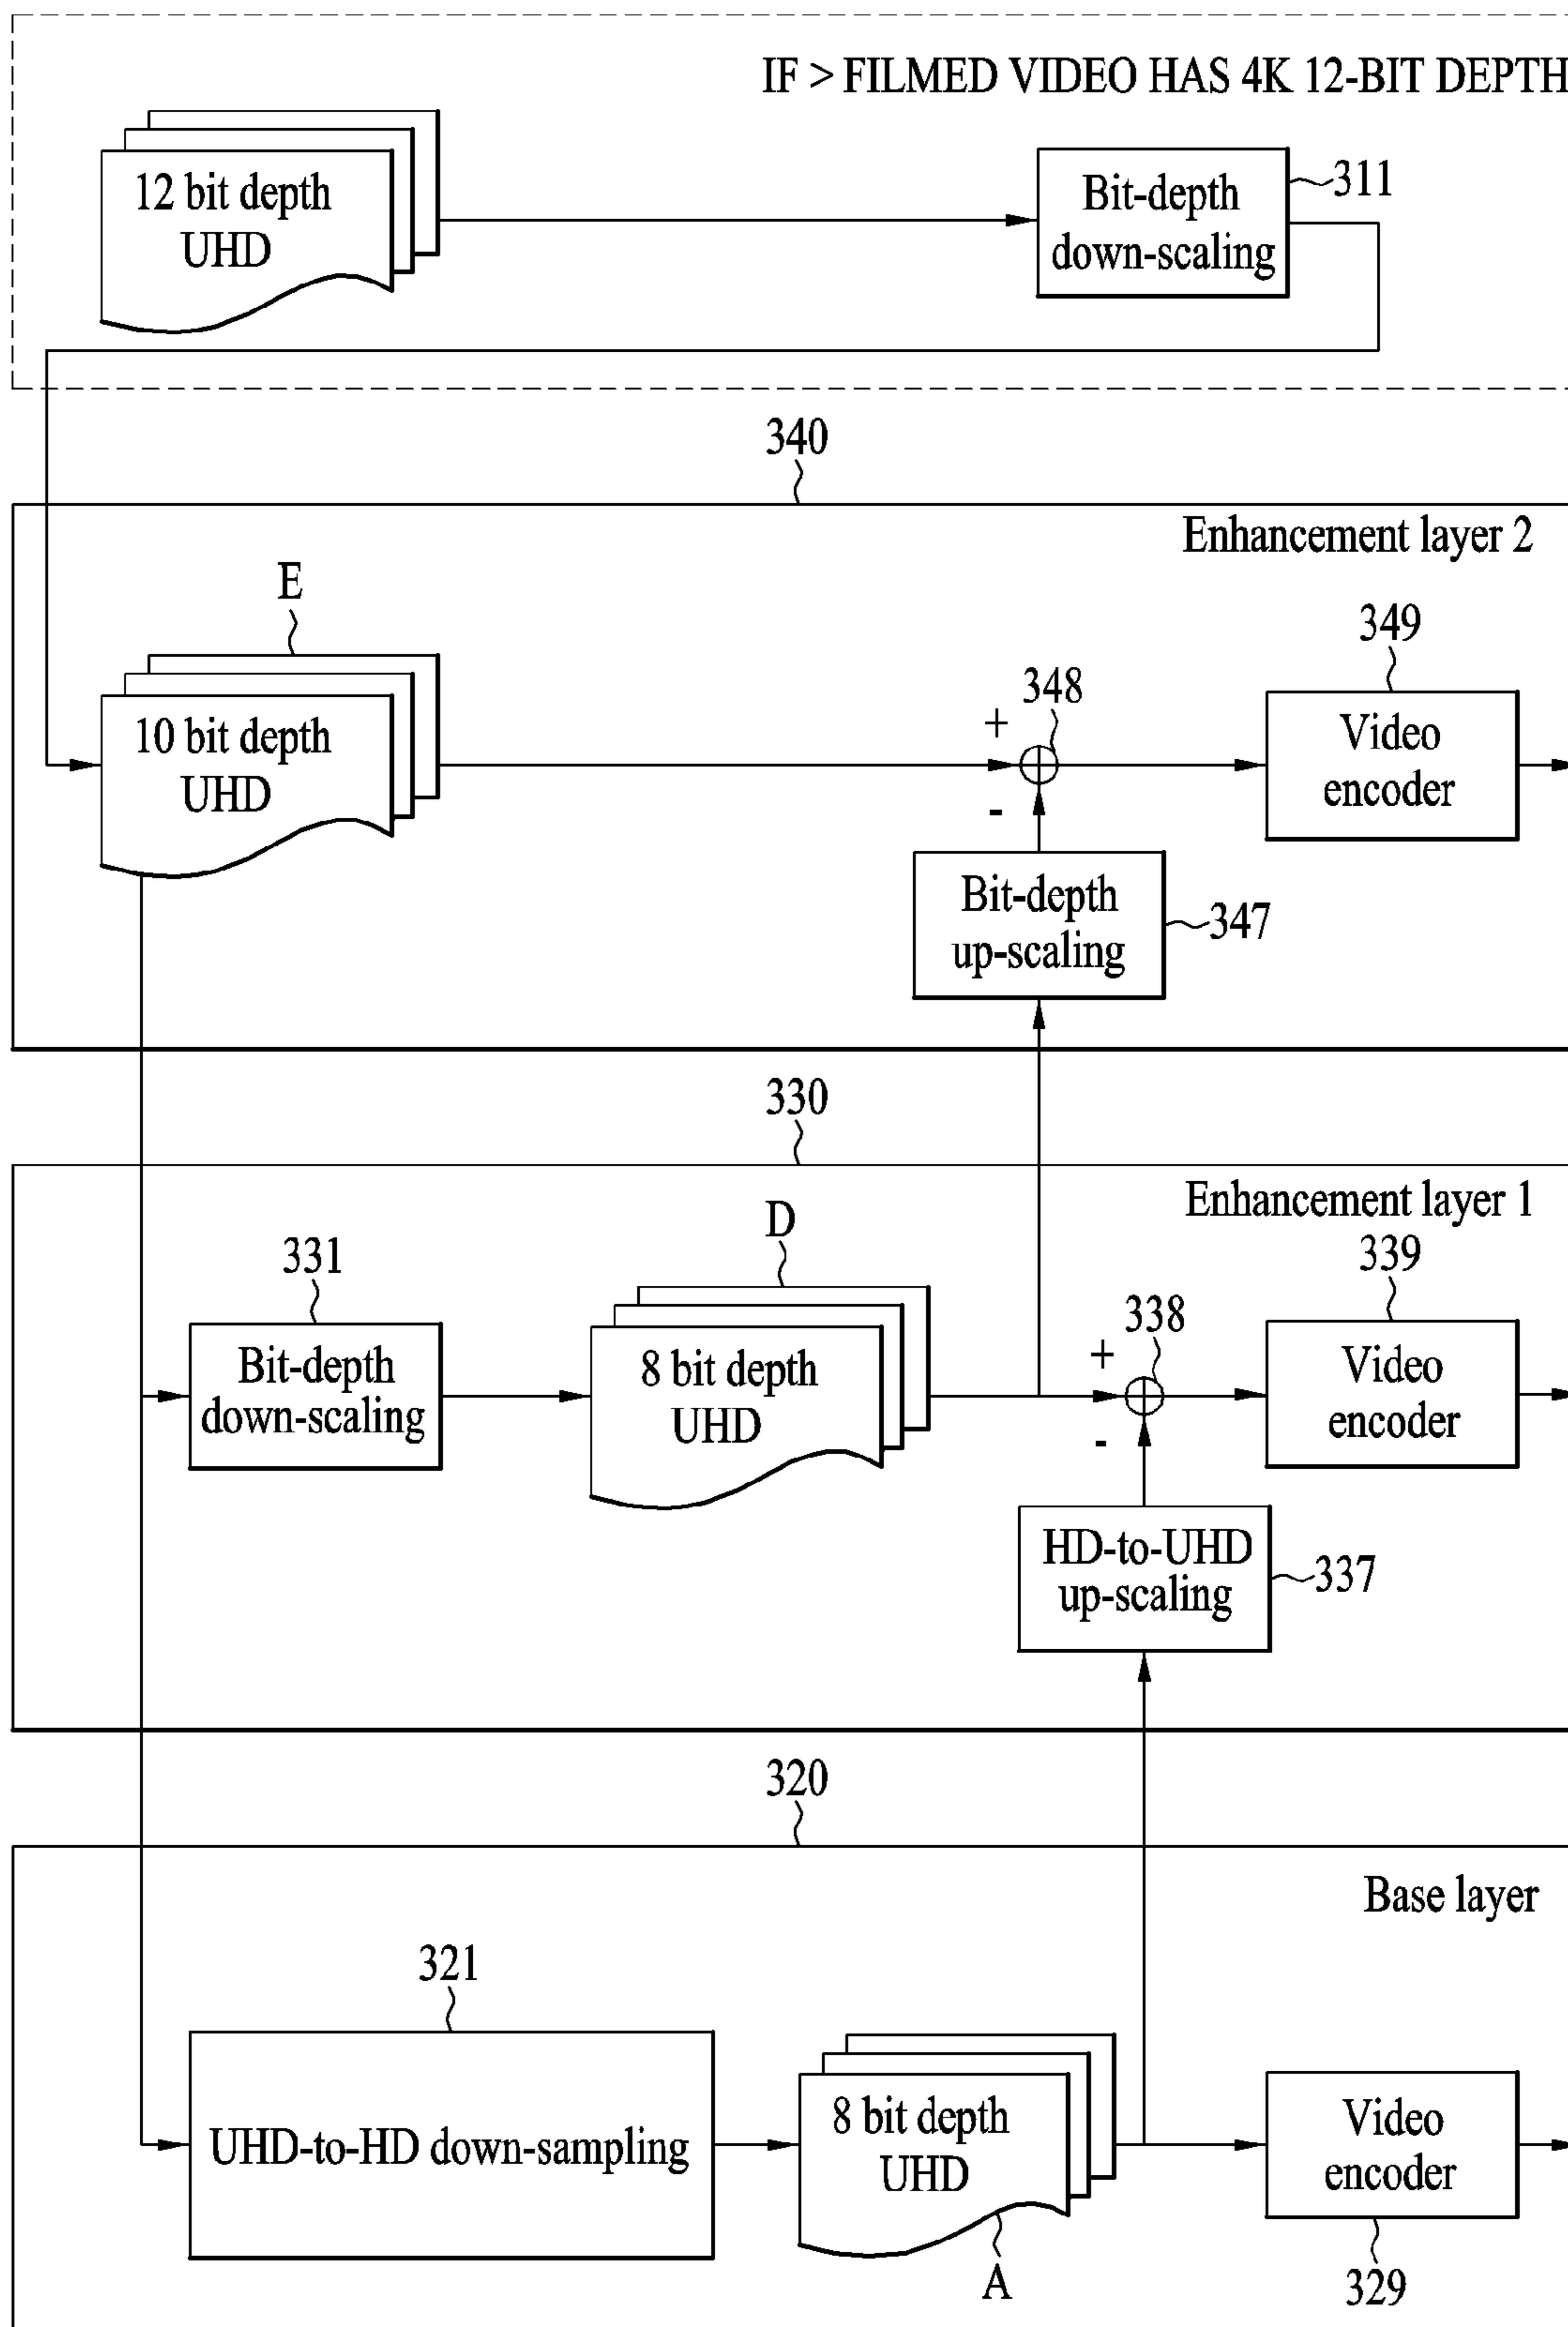 IF > FILMED VIDEO HAS 4K 12-BIT DEPTH
12 bit depth
UHD
Bit-depth
down-scaling
311
340
Enhancement layer 2
E
10 bit depth
UHD
+
348
-
349
Video
encoder
Bit-depth
up-scaling
347
330
Enhancement layer 1
331
Bit-depth
down-scaling
D
8 bit depth
UHD
+
338
-
339
Video
encoder
HD-to-UHD
up-scaling
337
320
Base layer
321
UHD-to-HD down-sampling
8 bit depth
UHD
A
Video
encoder
329